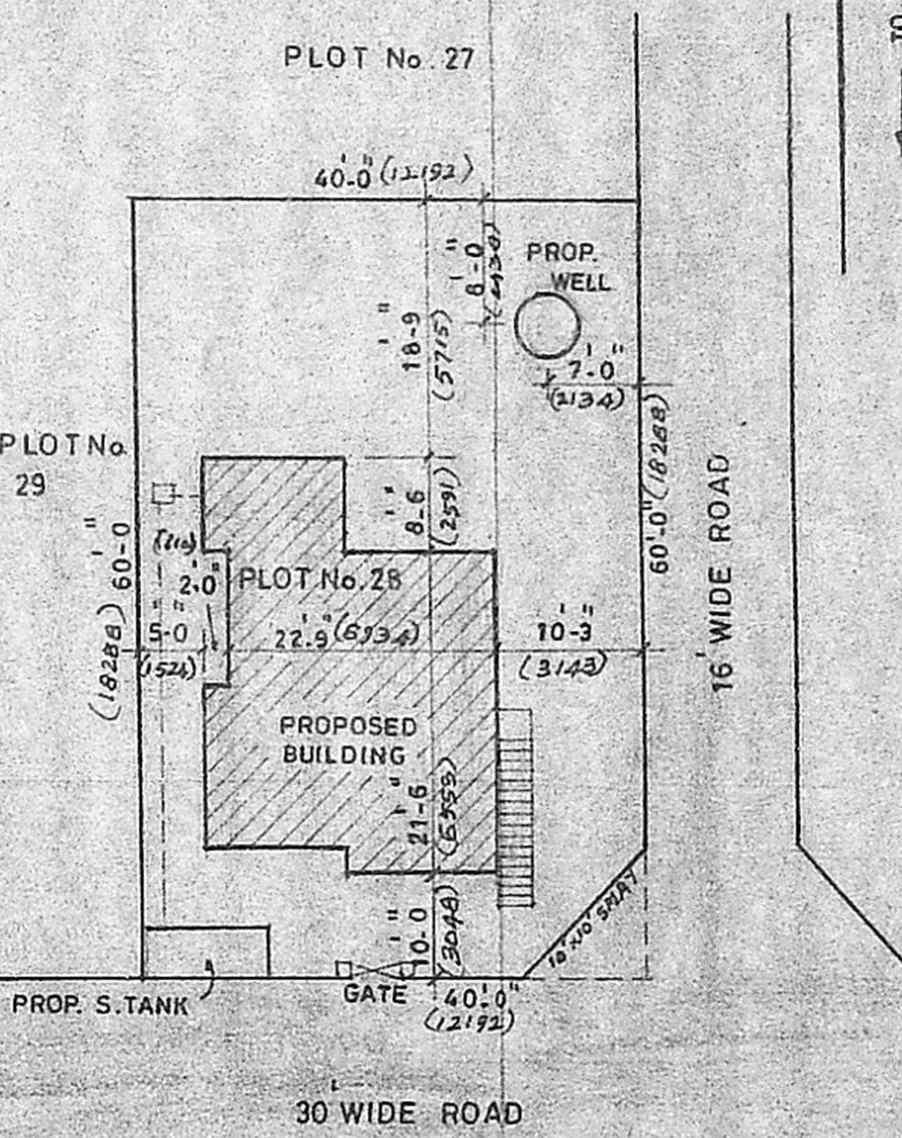 TO
PLOT No. 27
40'-0" (12192)
8'-0"
(2430)
PROP.
WELL
18'-9"
(5715)
7'-0"
(2134)
PLOT No.
29
60'-0"
(18288)
60'-0" (18288)
16' WIDE ROAD
8'-6"
(2591)
2'.0"
PLOT No. 28
5'-0"
(1524)
22'.9" (6934)
10'-3"
(3143)
PROPOSED
BUILDING
21'-6"
(6553)
10'-0"
(3048)
10'x10' SPLAY
PROP. S.TANK
GATE
40'.0"
(12192)
30' WIDE ROAD